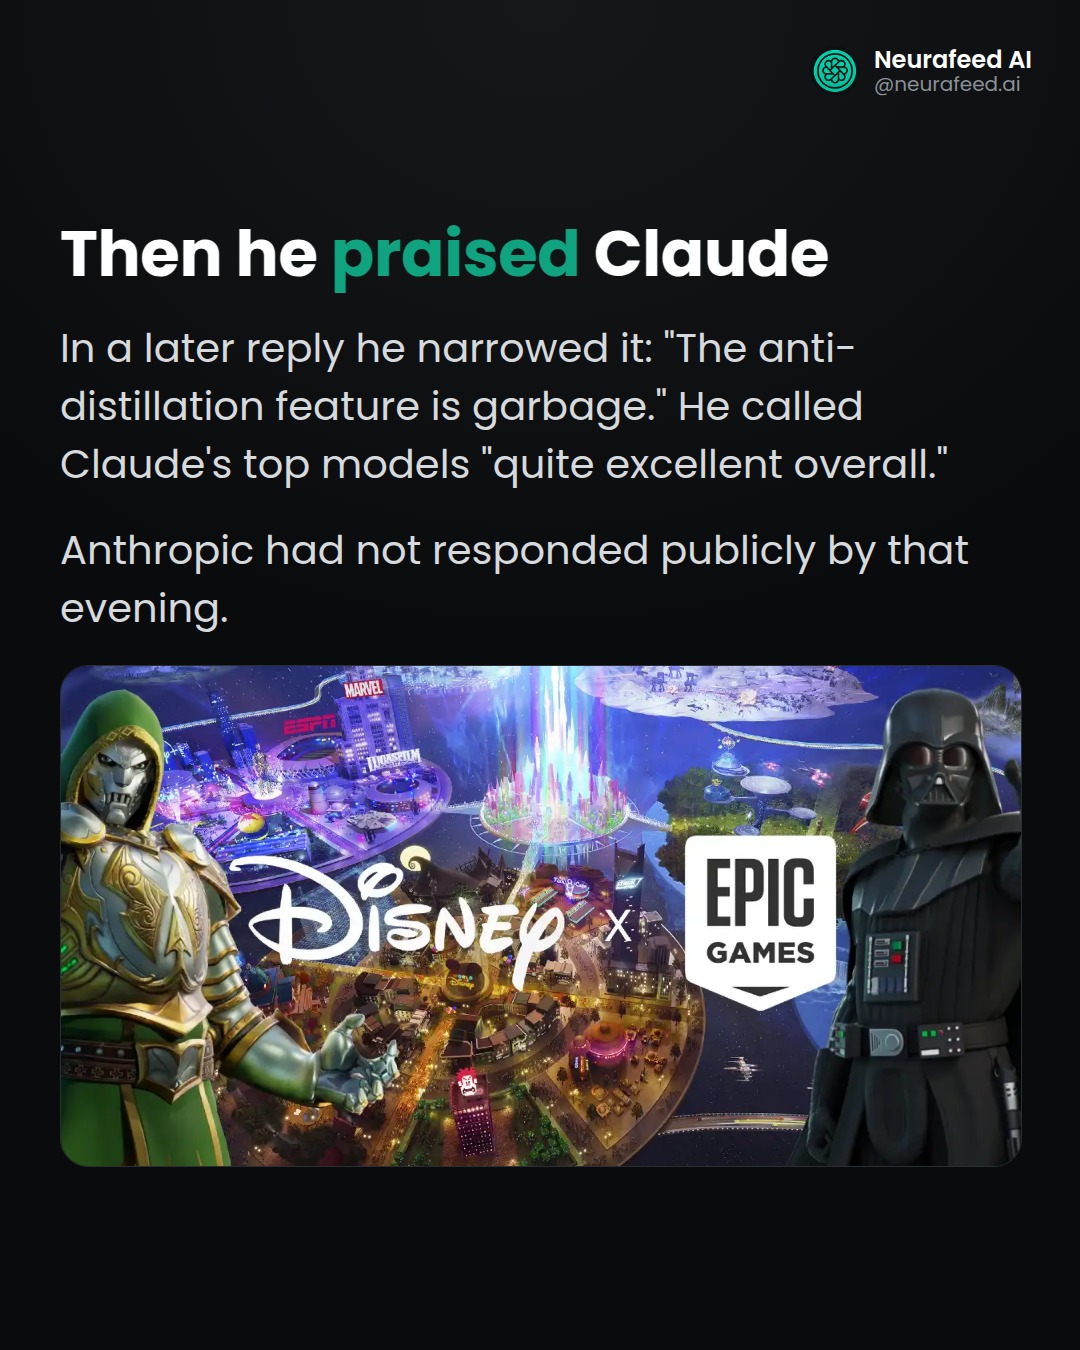 Neurafeed AI
@neurafeed.ai
Then he praised Claude
In a later reply he narrowed it: "The anti-
distillation feature is garbage." He called
Claude's top models "quite excellent overall."
Anthropic had not responded publicly by that
evening.
MARVEL
ESPN
LUCASFILM
Disney X EPIC
GAMES